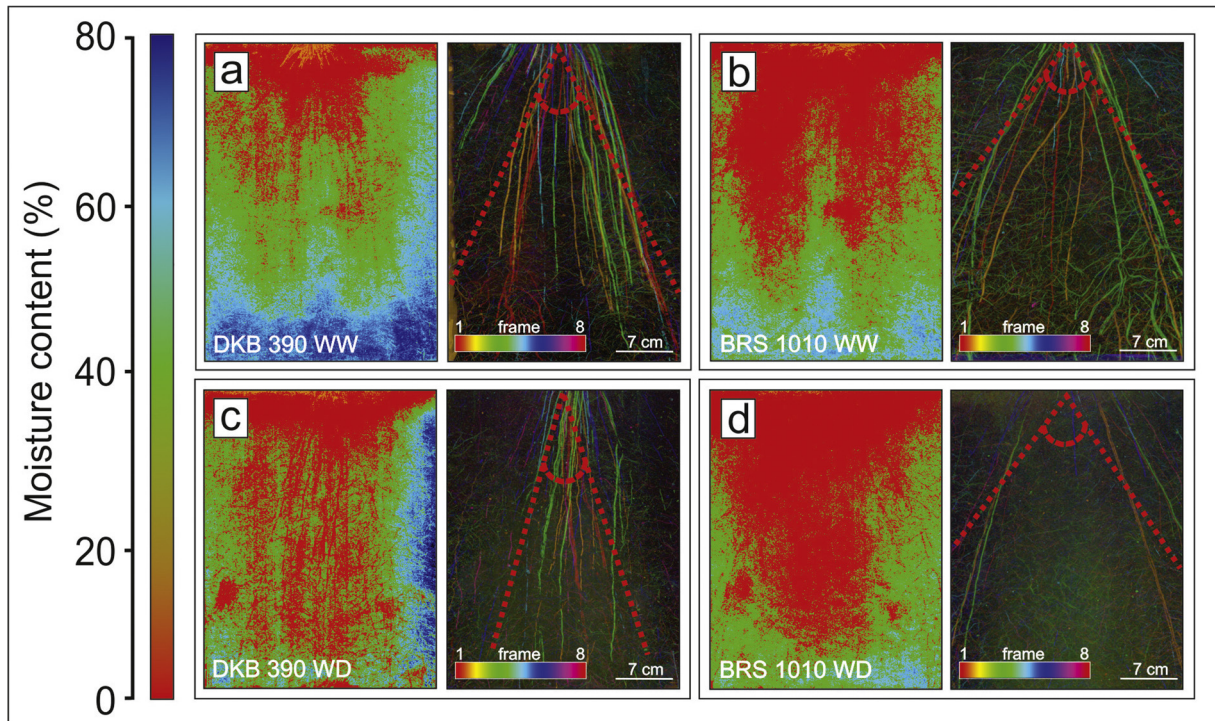 Moisture content (%)
80
60
40
20
0
a
DKB 390 WW
1 frame 8
7 cm
b
BRS 1010 WW
1 frame 8
7 cm
c
DKB 390 WD
1 frame 8
7 cm
d
BRS 1010 WD
1 frame 8
7 cm